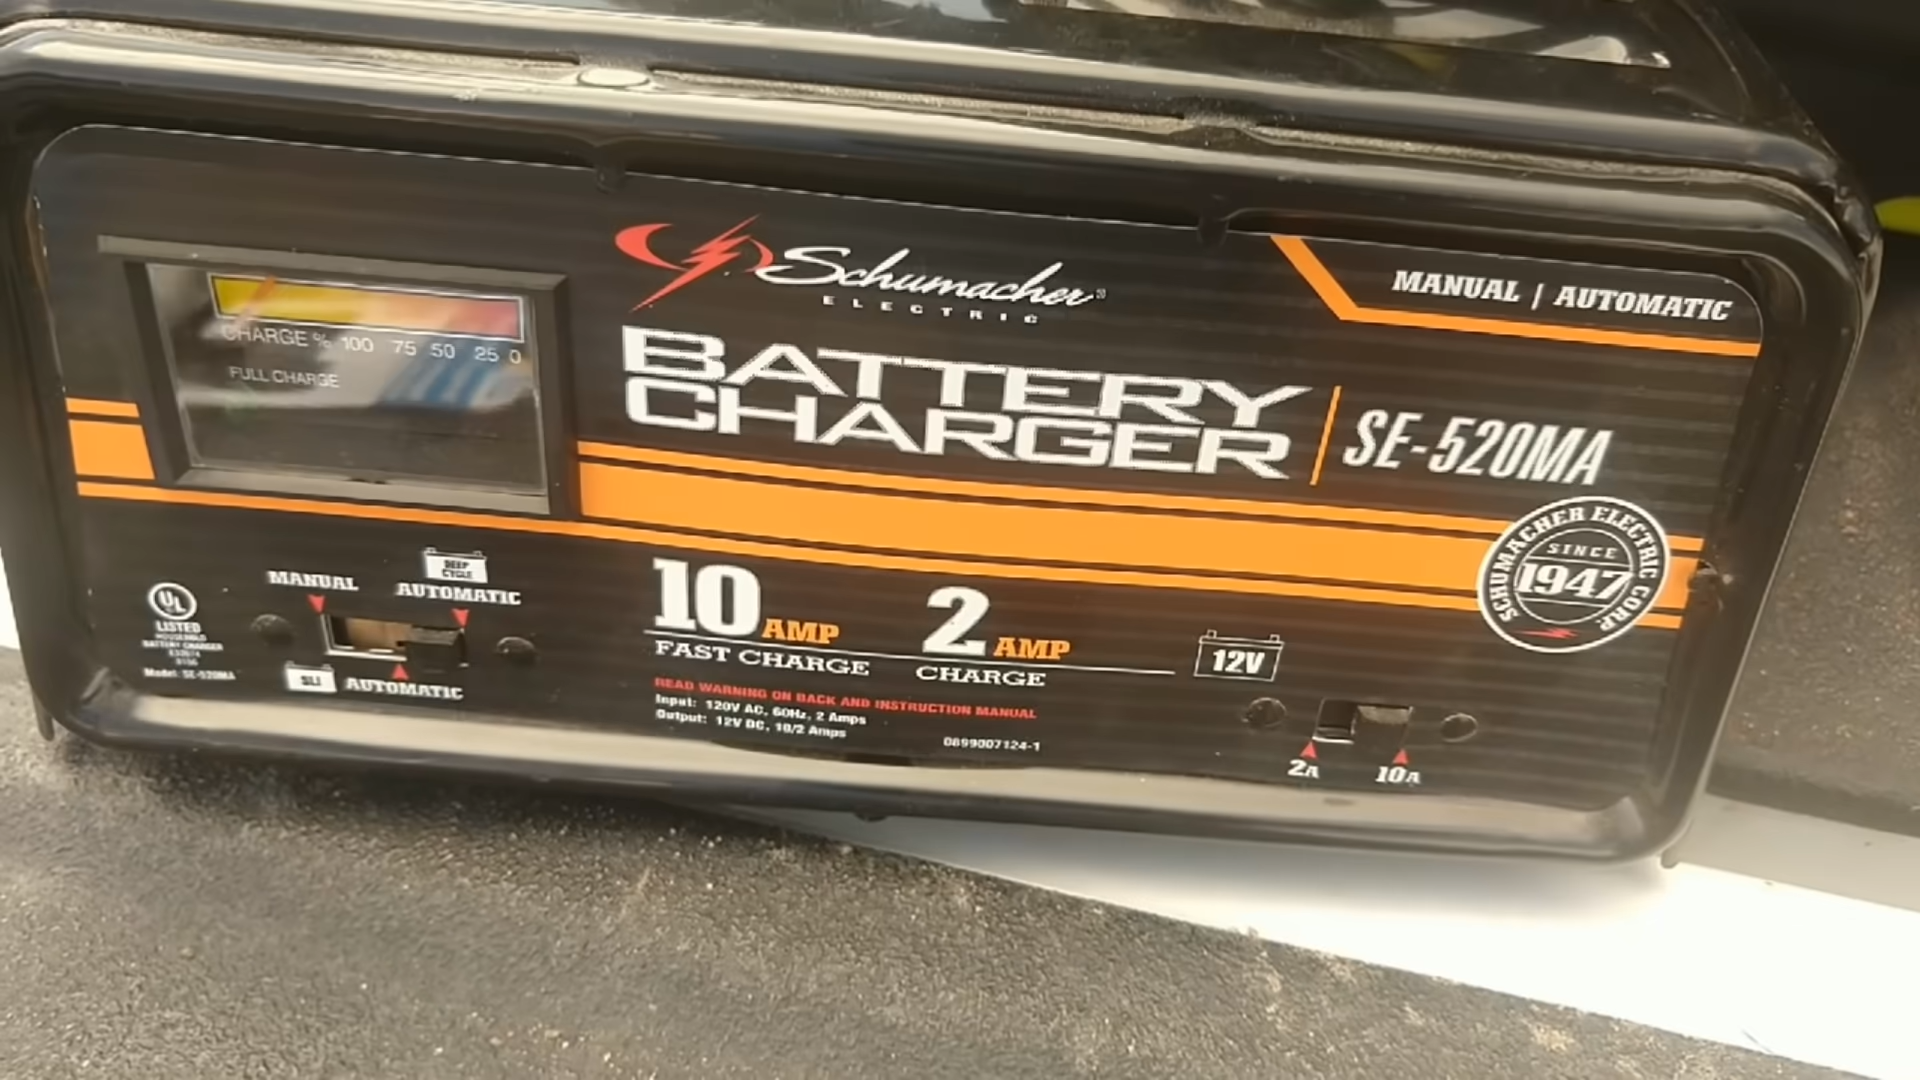 Schumacher
ELECTRIC
MANUAL | AUTOMATIC
BATTERY
CHARGER
SE-520MA
CHARGE % 100 75 50 25 0
FULL CHARGE
SCHUMACHER ELECTRIC CORP.
SINCE
1947
MANUAL
DEEP
CYCLE
AUTOMATIC
UL
LISTED
HOUSEHOLD
BATTERY CHARGER
Model: SE-520MA
SLI
AUTOMATIC
10 AMP
FAST CHARGE
2 AMP
CHARGE
READ WARNING ON BACK AND INSTRUCTION MANUAL
Input: 120V AC, 60Hz, 2 Amps
Output: 12V DC, 10/2 Amps
0899007124-1
12V
2A
10A